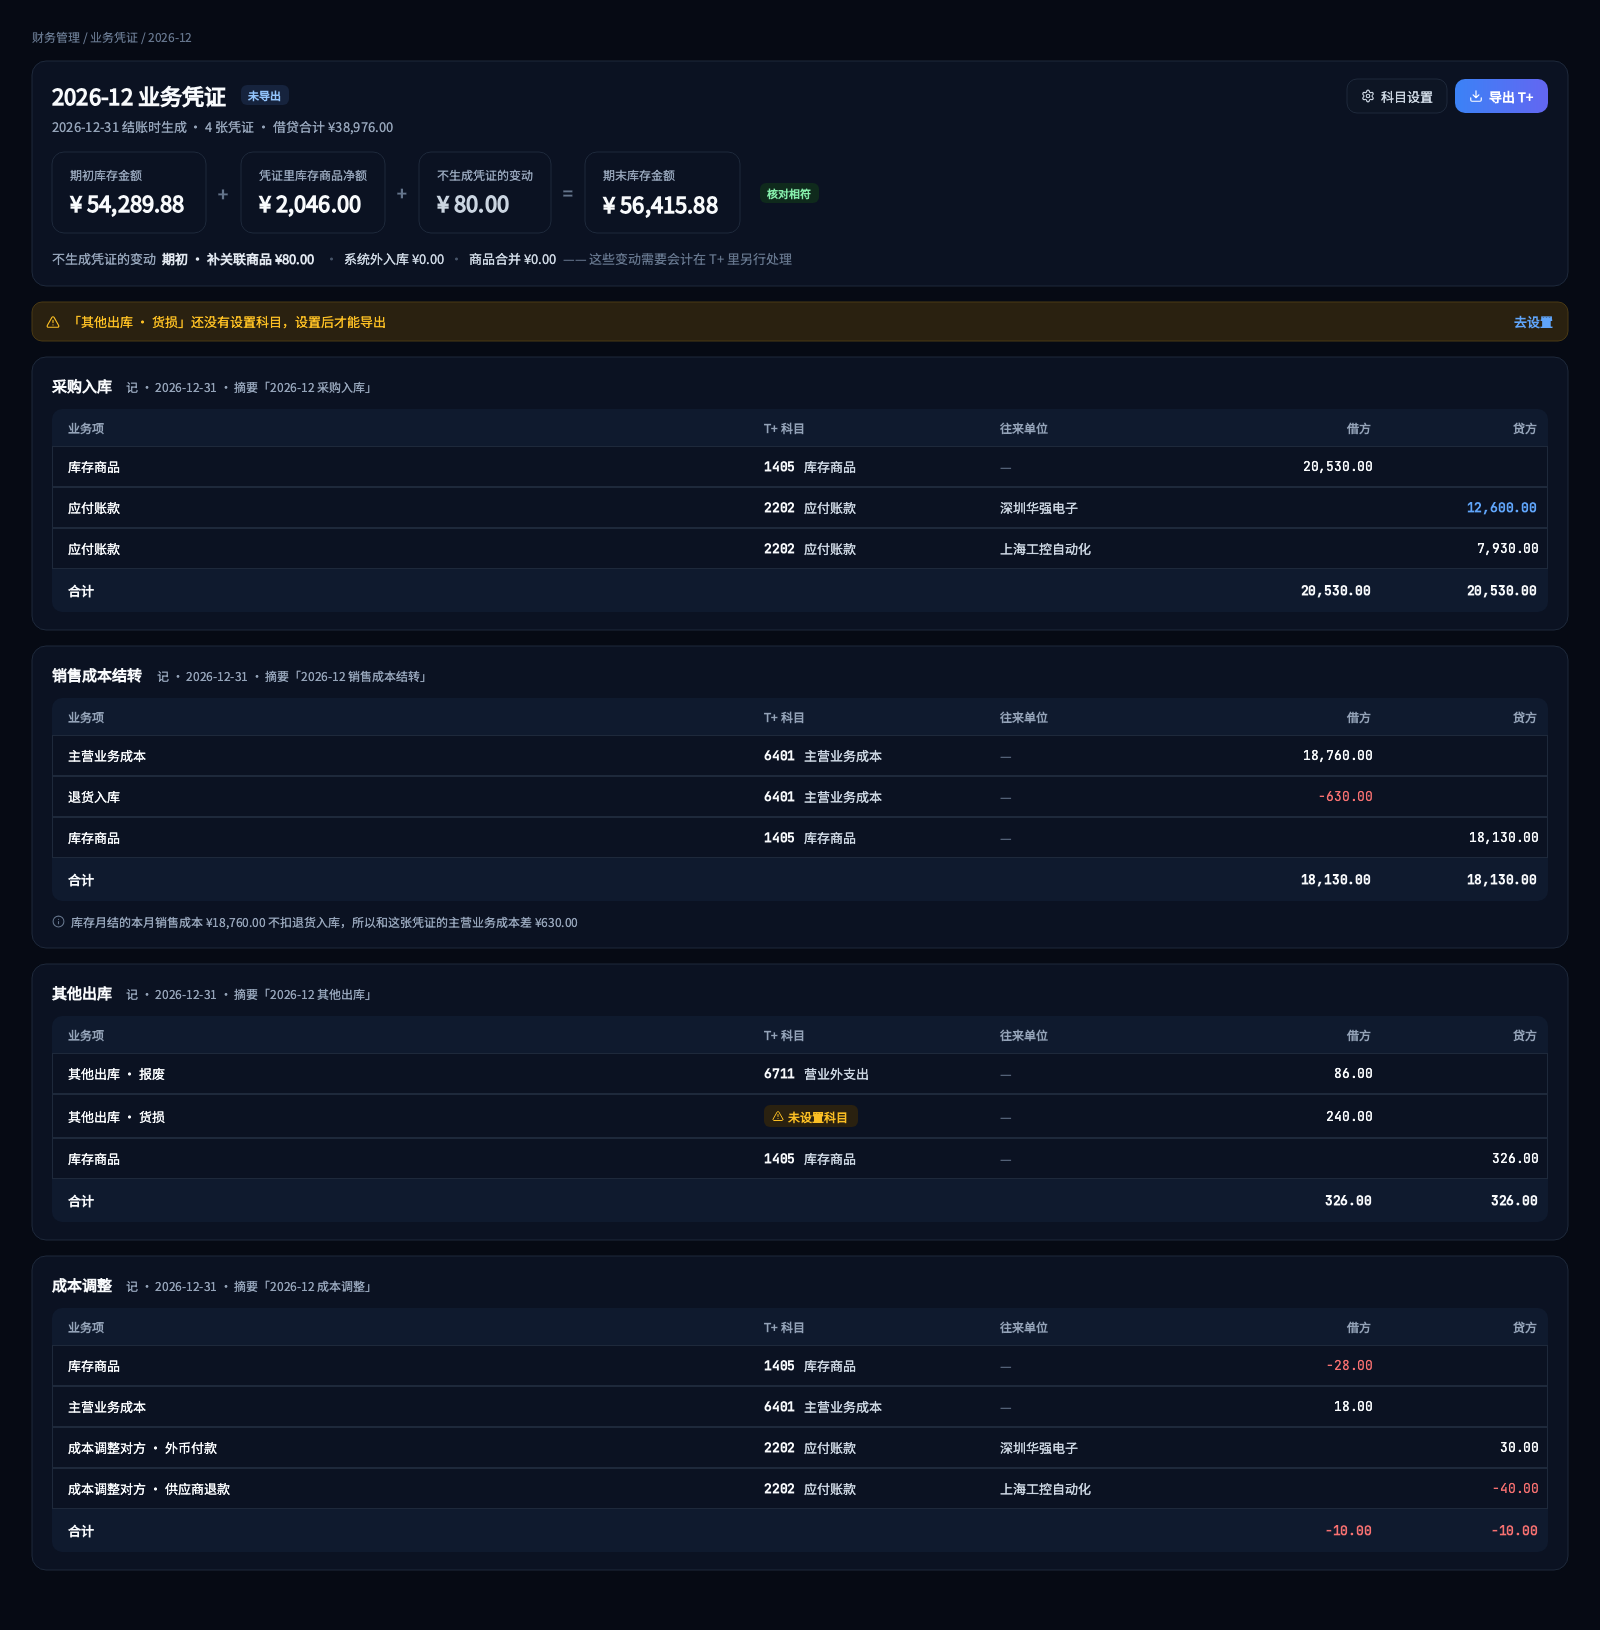 财务管理 / 业务凭证 / 2026-12
2026-12 业务凭证 未导出 科目设置 导出 T+
2026-12-31 结账时生成 · 4 张凭证 · 借贷合计 ¥38,976.00
期初库存金额 凭证里库存商品净额 不生成凭证的变动 期末库存金额
¥54,289.88 + ¥2,046.00 + ¥80.00 = ¥56,415.88 核对相符
不生成凭证的变动 期初 · 补关联商品 ¥80.00 · 系统外入库 ¥0.00 · 商品合并 ¥0.00 —— 这些变动需要会计在 T+ 里另行处理
「其他出库 · 货损」还没有设置科目，设置后才能导出 去设置
采购入库 记 · 2026-12-31 · 摘要「2026-12 采购入库」
业务项 T+ 科目 往来单位 借方 贷方
库存商品 1405 库存商品 — 20,530.00
应付账款 2202 应付账款 深圳华强电子 12,600.00
应付账款 2202 应付账款 上海工控自动化 7,930.00
合计 20,530.00 20,530.00
销售成本结转 记 · 2026-12-31 · 摘要「2026-12 销售成本结转」
业务项 T+ 科目 往来单位 借方 贷方
主营业务成本 6401 主营业务成本 — 18,760.00
退货入库 6401 主营业务成本 — -630.00
库存商品 1405 库存商品 — 18,130.00
合计 18,130.00 18,130.00
库存月结的本月销售成本 ¥18,760.00 不扣退货入库，所以和这张凭证的主营业务成本差 ¥630.00
其他出库 记 · 2026-12-31 · 摘要「2026-12 其他出库」
业务项 T+ 科目 往来单位 借方 贷方
其他出库 · 报废 6711 营业外支出 — 86.00
其他出库 · 货损 未设置科目 — 240.00
库存商品 1405 库存商品 — 326.00
合计 326.00 326.00
成本调整 记 · 2026-12-31 · 摘要「2026-12 成本调整」
业务项 T+ 科目 往来单位 借方 贷方
库存商品 1405 库存商品 — -28.00
主营业务成本 6401 主营业务成本 — 18.00
成本调整对方 · 外币付款 2202 应付账款 深圳华强电子 30.00
成本调整对方 · 供应商退款 2202 应付账款 上海工控自动化 -40.00
合计 -10.00 -10.00